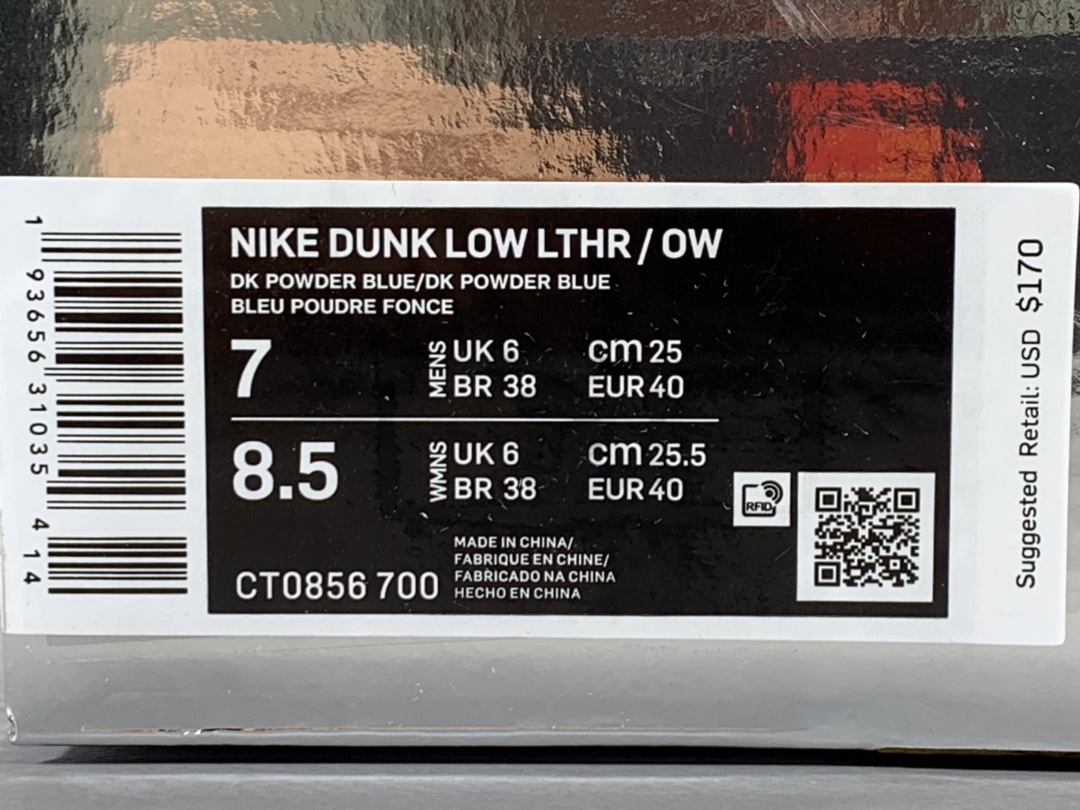 NIKE DUNK LOW LTHR / OW
DK POWDER BLUE/DK POWDER BLUE
BLEU POUDRE FONCE
7 MENS UK 6 cm 25
BR 38 EUR 40
8.5 WMNS UK 6 cm 25.5
BR 38 EUR 40
RFID
MADE IN CHINA/
FABRIQUE EN CHINE/
FABRICADO NA CHINA
HECHO EN CHINA
CT0856 700
1 93656 31035 4 14
Suggested Retail: USD $170